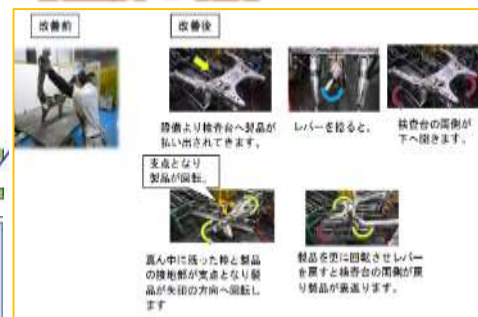 改善前
改善後
設備より検査台へ製品が
払い出されてきます。
レバーを捻ると、
検査台の両側が
下へ開きます。
支点となり
製品が回転。
真ん中に残った枠と製品
の接地部が支点となり製
品が矢印の方向へ回転し
ます
製品を更に回転させレバー
を戻すと検査台の両側が戻
り製品が裏返ります。